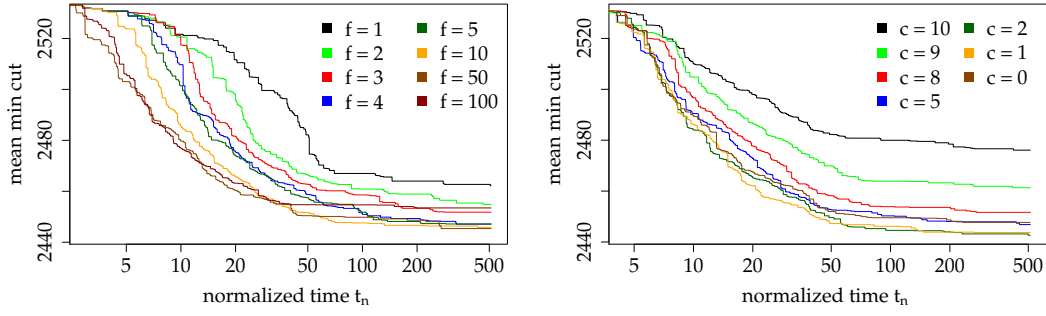 mean min cut
2520
2480
2440
f = 1
f = 2
f = 3
f = 4
f = 5
f = 10
f = 50
f = 100
5 10 20 50 100 200 500
normalized time tn
mean min cut
2520
2480
2440
c = 10
c = 9
c = 8
c = 5
c = 2
c = 1
c = 0
5 10 20 50 100 200 500
normalized time tn